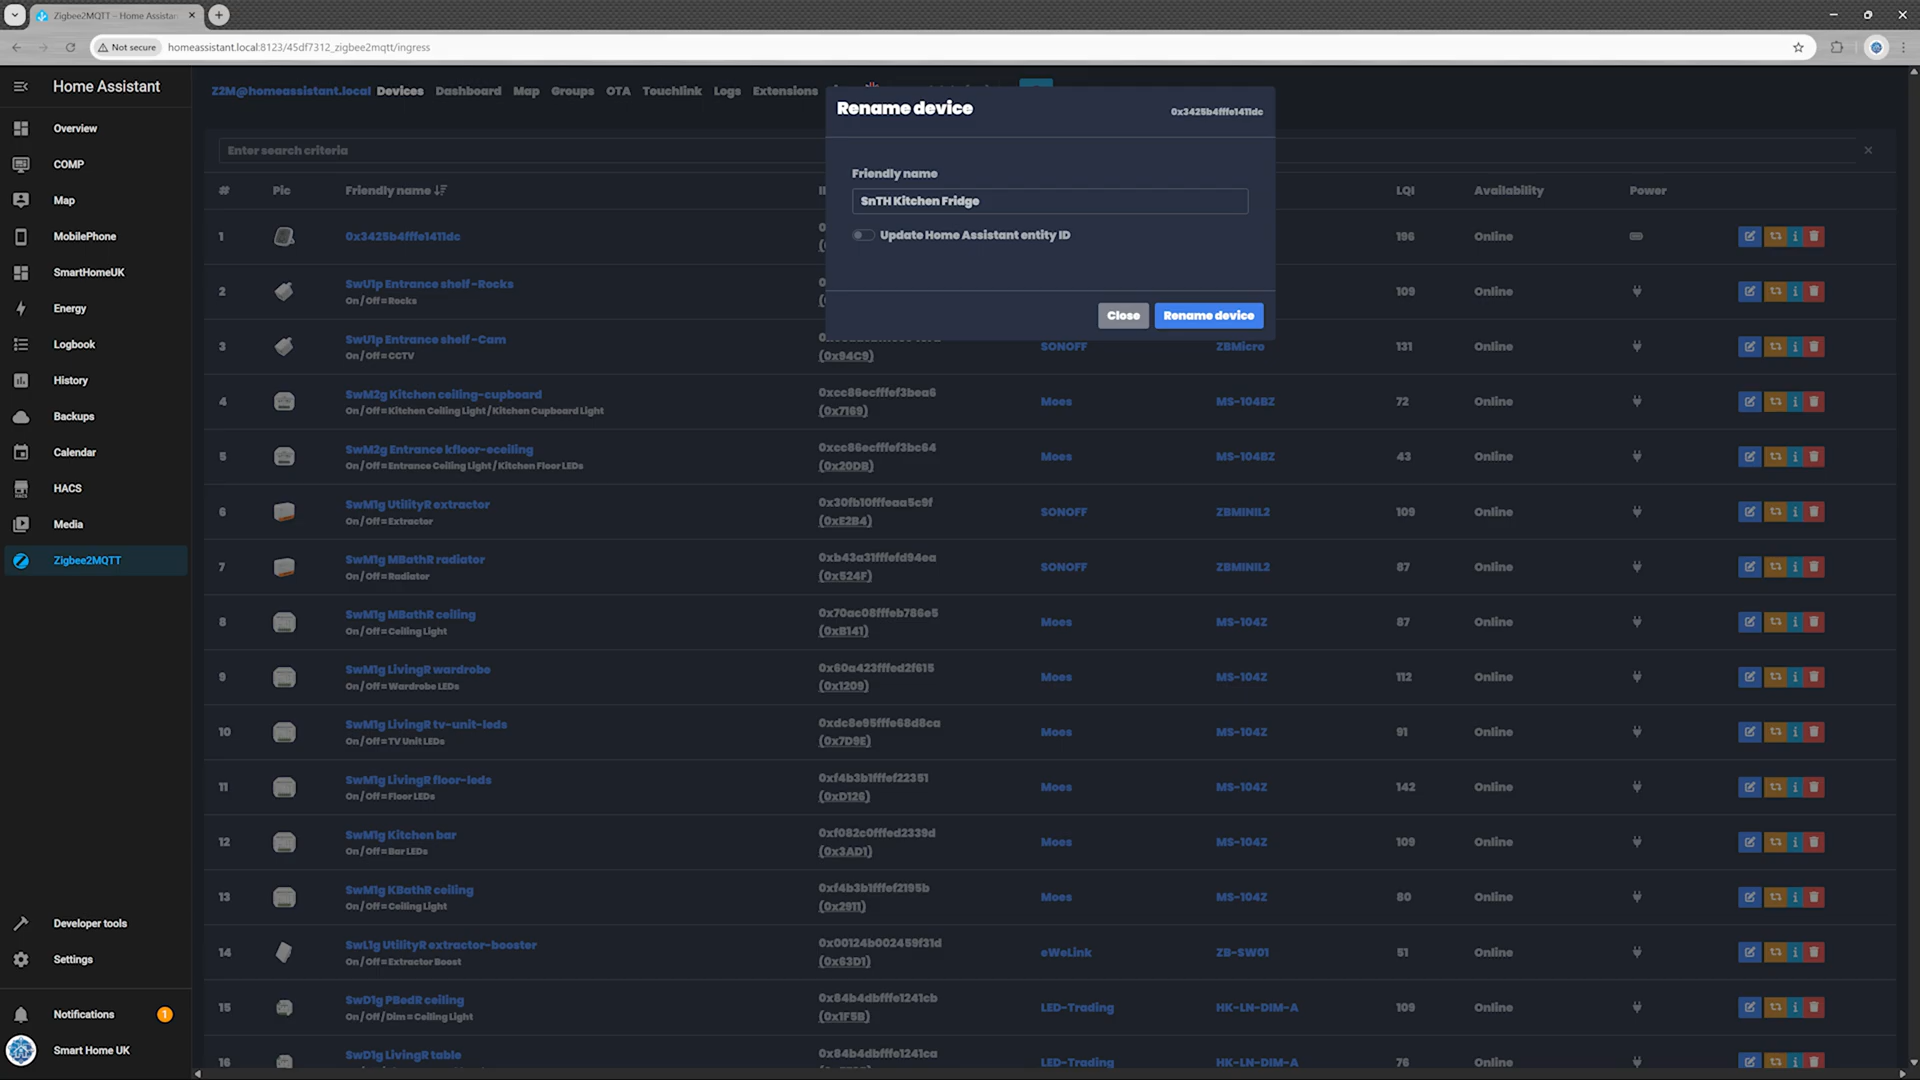 Zigbee2MQTT – Home Assistan
Not secure
homeassistant.local:8123/45df7312_zigbee2mqtt/ingress
Home Assistant
Overview
COMP
Map
MobilePhone
SmartHomeUK
Energy
Logbook
History
Backups
Calendar
HACS
Media
Zigbee2MQTT
Developer tools
Settings
Notifications 1
Smart Home UK
Z2M@homeassistant.local Devices Dashboard Map Groups OTA Touchlink Logs Extensions
Rename device 0x3425b4fffe1411dc
Friendly name
SnTH Kitchen Fridge
Update Home Assistant entity ID
Close Rename device
Enter search criteria
# Pic Friendly name LQI Availability Power
1 0x3425b4fffe1411dc 196 Online
2 SwU1p Entrance shelf-Rocks 109 Online
On / Off = Rocks
3 SwU1p Entrance shelf-Cam SONOFF ZBMicro 131 Online
On / Off = CCTV (0x94C9)
4 SwM2g Kitchen ceiling-cupboard 0xcc86ecfffef3bea6 Moes MS-104BZ 72 Online
On / Off = Kitchen Ceiling Light / Kitchen Cupboard Light (0x7169)
5 SwM2g Entrance kfloor-eceiling 0xcc86ecfffef3bc64 Moes MS-104BZ 43 Online
On / Off = Entrance Ceiling Light / Kitchen Floor LEDs (0x20DB)
6 SwM1g UtilityR extractor 0x30fb10fffeaa5c9f SONOFF ZBMINIL2 109 Online
On / Off = Extractor (0xE2B4)
7 SwM1g MBathR radiator 0xb43a31fffefd94ea SONOFF ZBMINIL2 87 Online
On / Off = Radiator (0x524F)
8 SwM1g MBathR ceiling 0x70ac08fffeb786e5 Moes MS-104Z 87 Online
On / Off = Ceiling Light (0xB141)
9 SwM1g LivingR wardrobe 0x60a423fffed2f615 Moes MS-104Z 112 Online
On / Off = Wardrobe LEDs (0x1209)
10 SwM1g LivingR tv-unit-leds 0xdc8e95fffe68d8ca Moes MS-104Z 91 Online
On / Off = TV Unit LEDs (0x7D9E)
11 SwM1g LivingR floor-leds 0xf4b3b1fffef22351 Moes MS-104Z 142 Online
On / Off = Floor LEDs (0xD126)
12 SwM1g Kitchen bar 0xf082c0fffed2339d Moes MS-104Z 109 Online
On / Off = Bar LEDs (0x3AD1)
13 SwM1g KBathR ceiling 0xf4b3b1fffef2195b Moes MS-104Z 80 Online
On / Off = Ceiling Light (0x2911)
14 SwL1g UtilityR extractor-booster 0x00124b002459f31d eWeLink ZB-SW01 51 Online
On / Off = Extractor Boost (0x63D1)
15 SwD1g PBedR ceiling 0x84b4dbfffe1241cb LED-Trading HK-LN-DIM-A 109 Online
On / Off / Dim = Ceiling Light (0x1F5B)
16 SwD1g LivingR table 0x84b4dbfffe1241ca LED-Trading HK-LN-DIM-A 76 Online